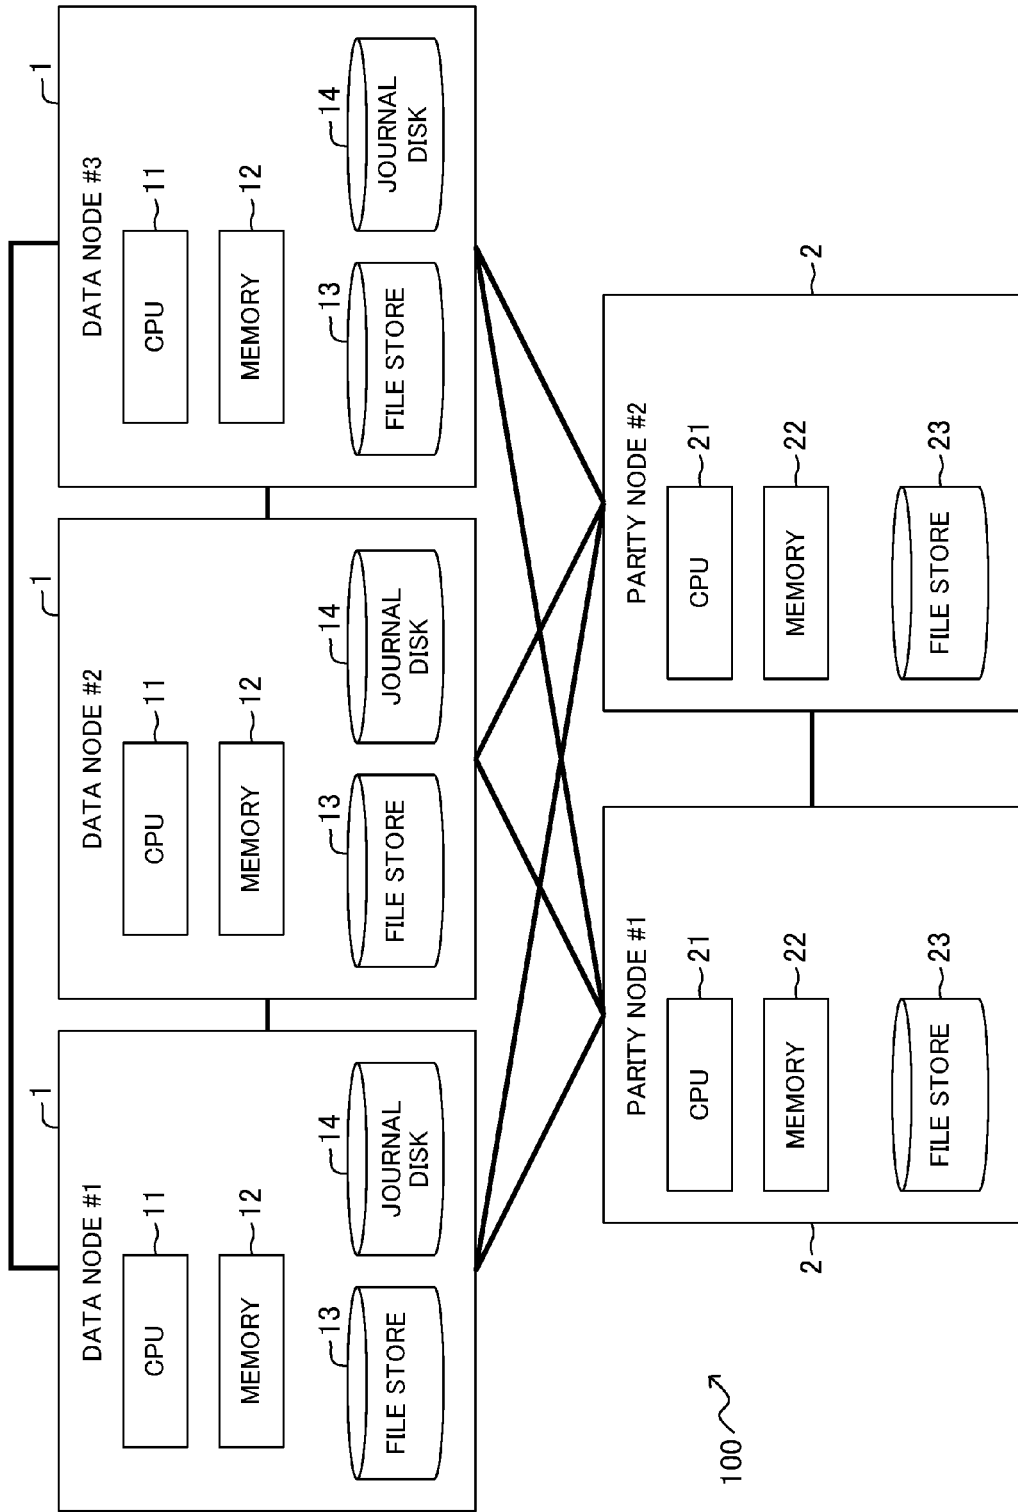 1
1
1
DATA NODE #1
CPU
11
MEMORY
12
FILE STORE
13
JOURNAL
DISK
14
DATA NODE #2
CPU
11
MEMORY
12
FILE STORE
13
JOURNAL
DISK
14
DATA NODE #3
CPU
11
MEMORY
12
FILE STORE
13
JOURNAL
DISK
14
2
PARITY NODE #1
CPU
21
MEMORY
22
FILE STORE
23
2
PARITY NODE #2
CPU
21
MEMORY
22
FILE STORE
23
100